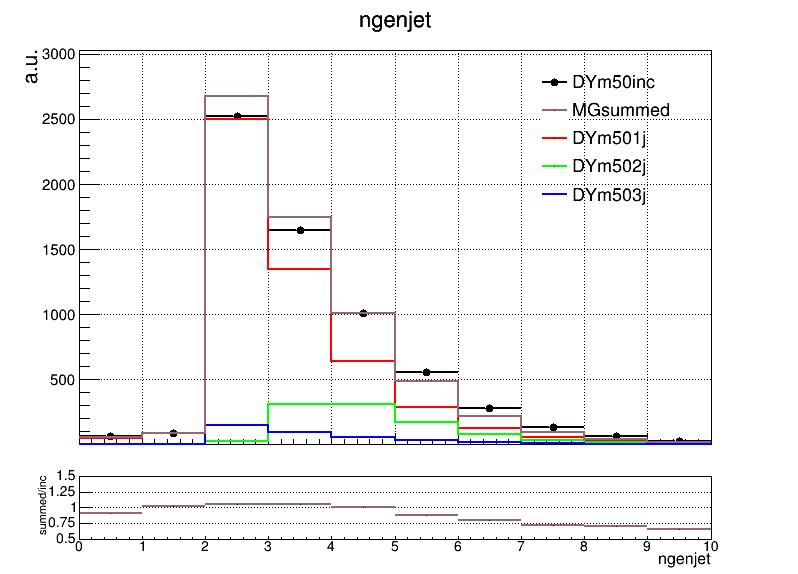 ngenjet
a.u.
3000
2500
2000
1500
1000
500
DYm50inc
MGsummed
DYm501j
DYm502j
DYm503j
summed/inc
1.5
1.25
1
0.75
0.5
0 1 2 3 4 5 6 7 8 9 10
ngenjet